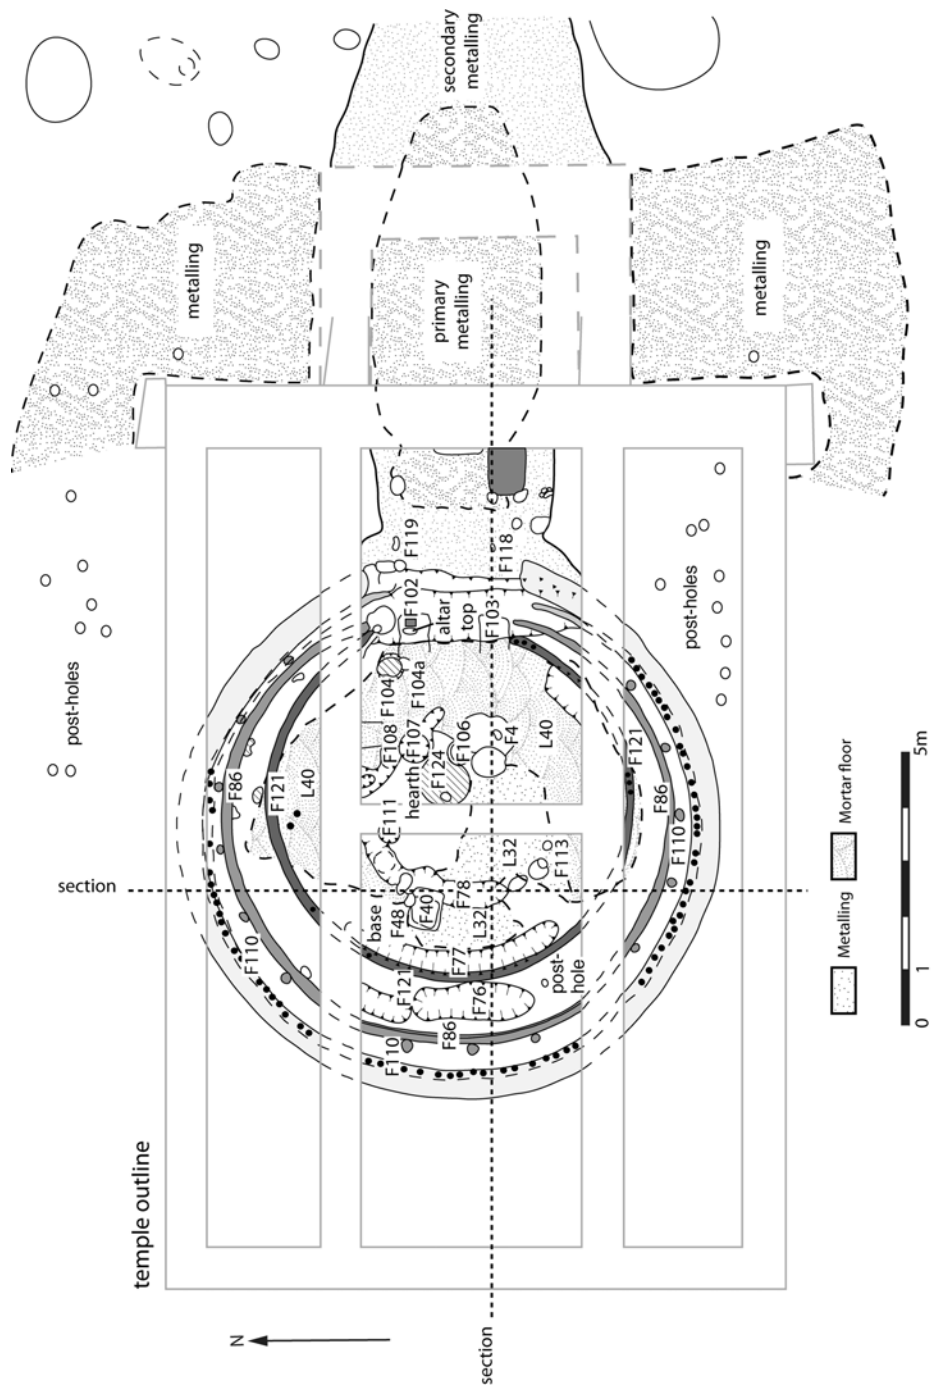 secondary
metalling
metalling
primary
metalling
metalling
post-holes
post-holes
F119
F118
F102
altar
top
F103
F104
F104a
F108
F107
hearth
F124
F106
F4
L40
L40
F86
F121
F121
F86
F110
F111
L32
F113
section
base
F48
F40
F78
L32
F77
F121
F76
post-
hole
F110
F86
F110
temple outline
N
section
Metalling
Mortar floor
0
1
5m